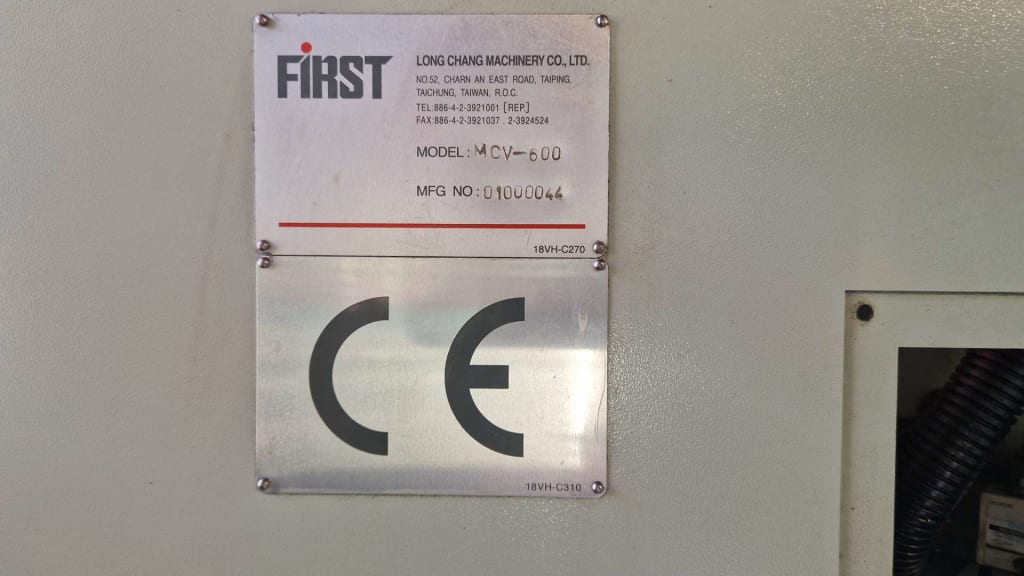 FIRST
LONG CHANG MACHINERY CO., LTD.
NO.52, CHARN AN EAST ROAD, TAIPING,
TAICHUNG, TAIWAN, R.O.C.
TEL:886-4-2-3921001 [REP.]
FAX:886-4-2-3921037 . 2-3924524
MODEL: MCV-600
MFG NO: 01000044
18VH-C270
CE
18VH-C310